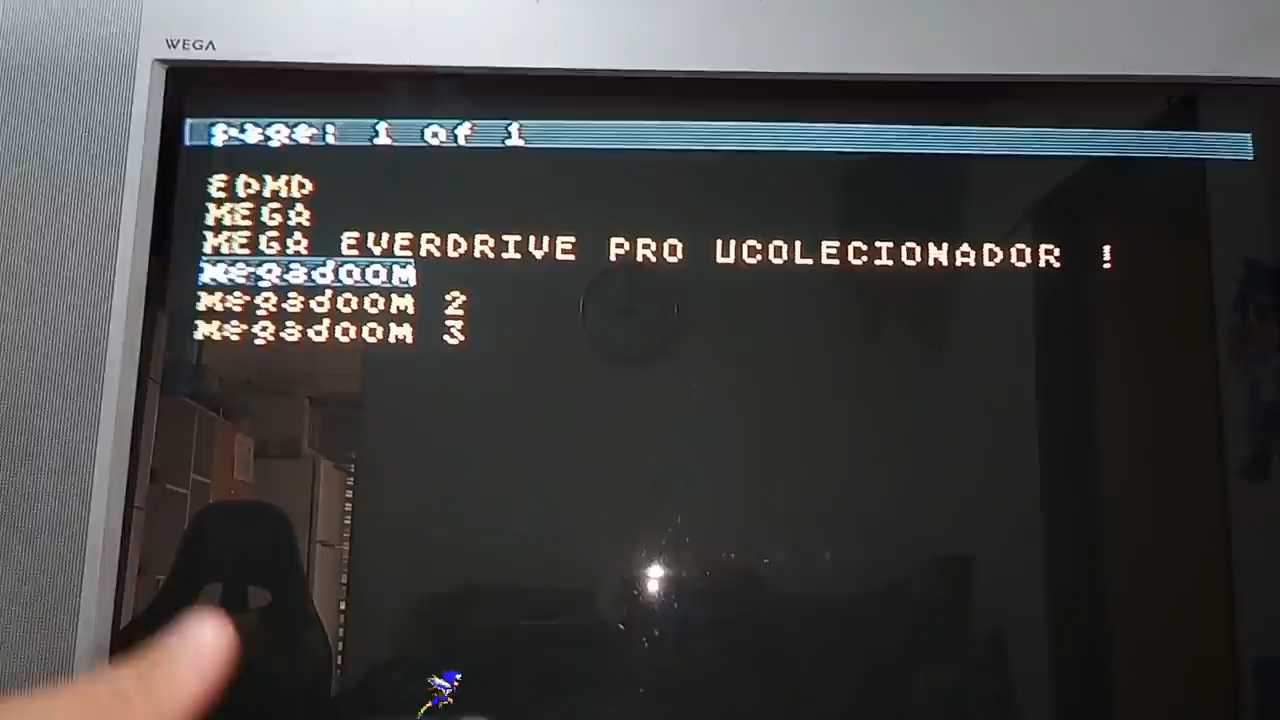 WEGA
page: 1 of 1
EDMD
MEGA
MEGA EVERDRIVE PRO UCOLECIONADOR !
Megadoom
Megadoom 2
Megadoom 3